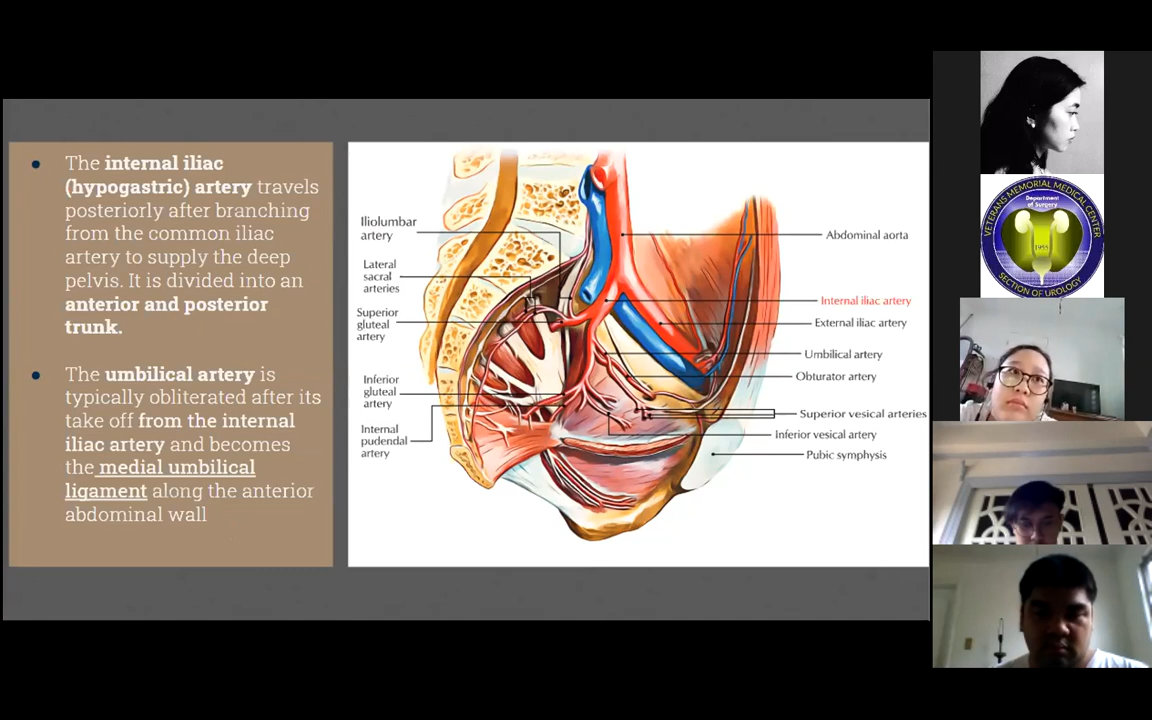 The internal iliac
(hypogastric) artery travels
posteriorly after branching
from the common iliac
artery to supply the deep
pelvis. It is divided into an
anterior and posterior
trunk.
The umbilical artery is
typically obliterated after its
take off from the internal
iliac artery and becomes
the medial umbilical
ligament along the anterior
abdominal wall
Iliolumbar
artery
Lateral
sacral
arteries
Superior
gluteal
artery
Inferior
gluteal
artery
Internal
pudendal
artery
Abdominal aorta
Internal iliac artery
External iliac artery
Umbilical artery
Obturator artery
Superior vesical arteries
Inferior vesical artery
Pubic symphysis
VETERANS MEMORIAL MEDICAL CENTER
Department
of Surgery
1955
SECTION OF UROLOGY